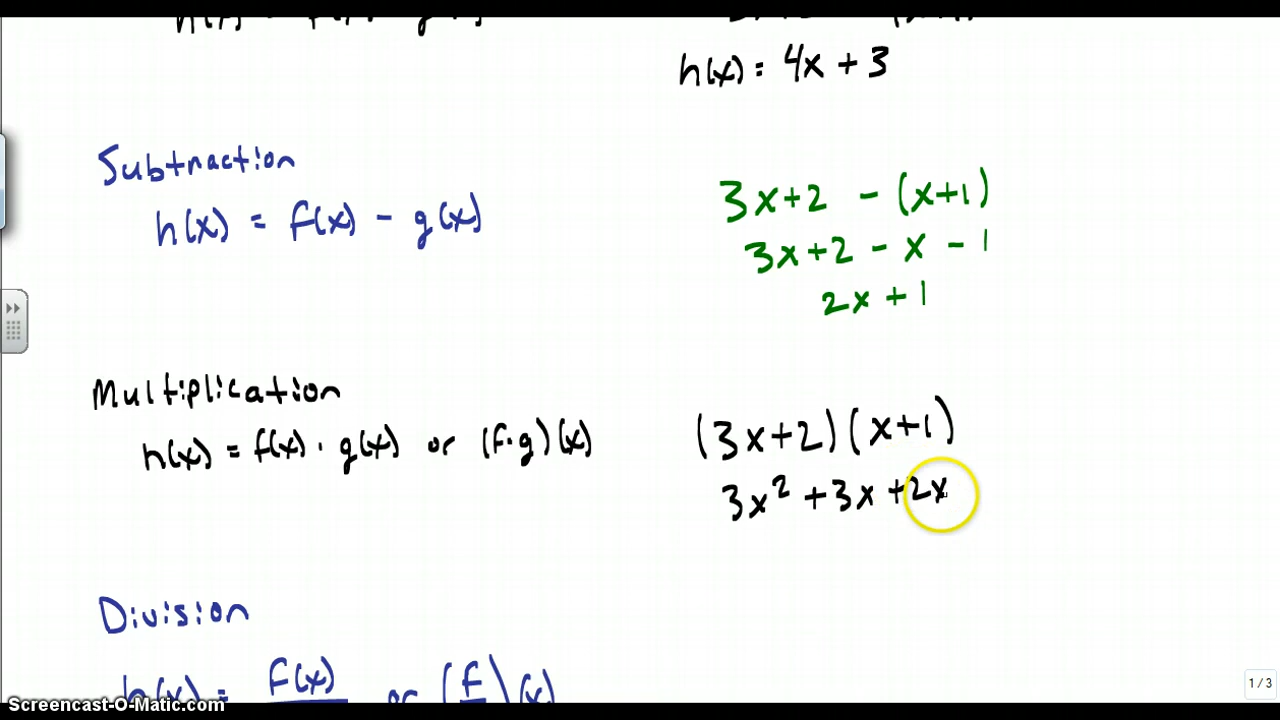 h(x) = 4x + 3
Subtraction
h(x) = f(x) - g(x)
3x+2 - (x+1)
3x+2 - x - 1
2x + 1
Multiplication
h(x) = f(x) · g(x) or (f·g)(x)
(3x+2)(x+1)
3x² +3x +2x
Division
h(x) = f(x) or (f)(x)
1 / 3
Screencast-O-Matic.com